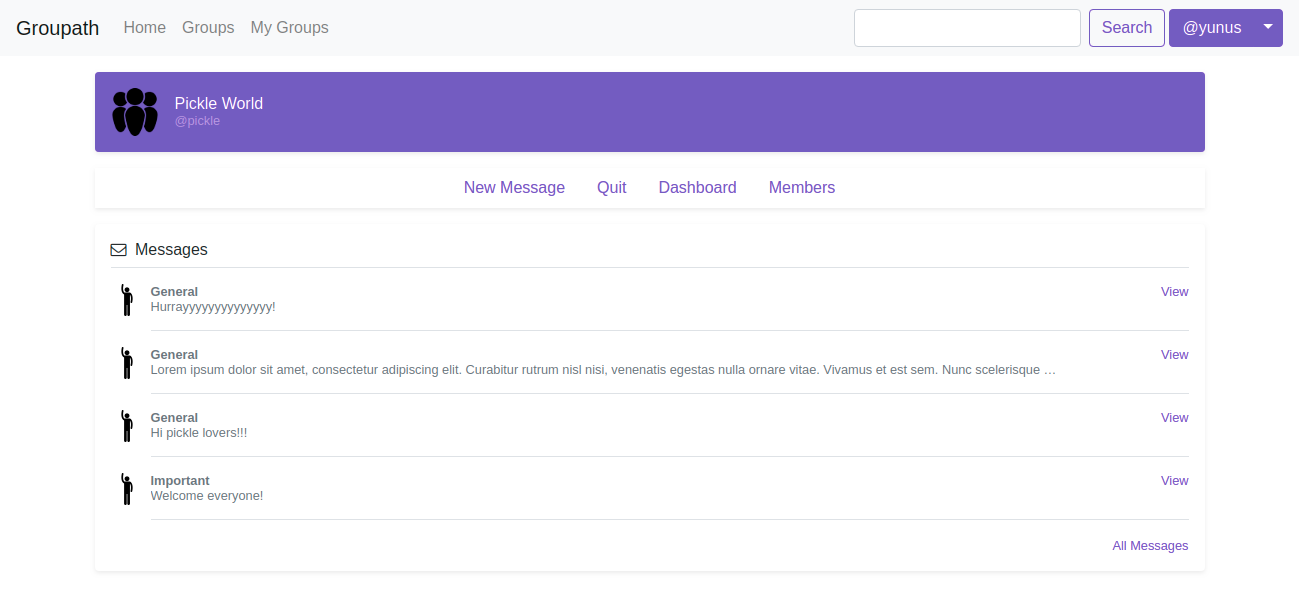 Groupath Home Groups My Groups Search @yunus
Pickle World
@pickle
New Message Quit Dashboard Members
Messages
General View
Hurrayyyyyyyyyyyyyy!
General View
Lorem ipsum dolor sit amet, consectetur adipiscing elit. Curabitur rutrum nisl nisi, venenatis egestas nulla ornare vitae. Vivamus et est sem. Nunc scelerisque …
General View
Hi pickle lovers!!!
Important View
Welcome everyone!
All Messages